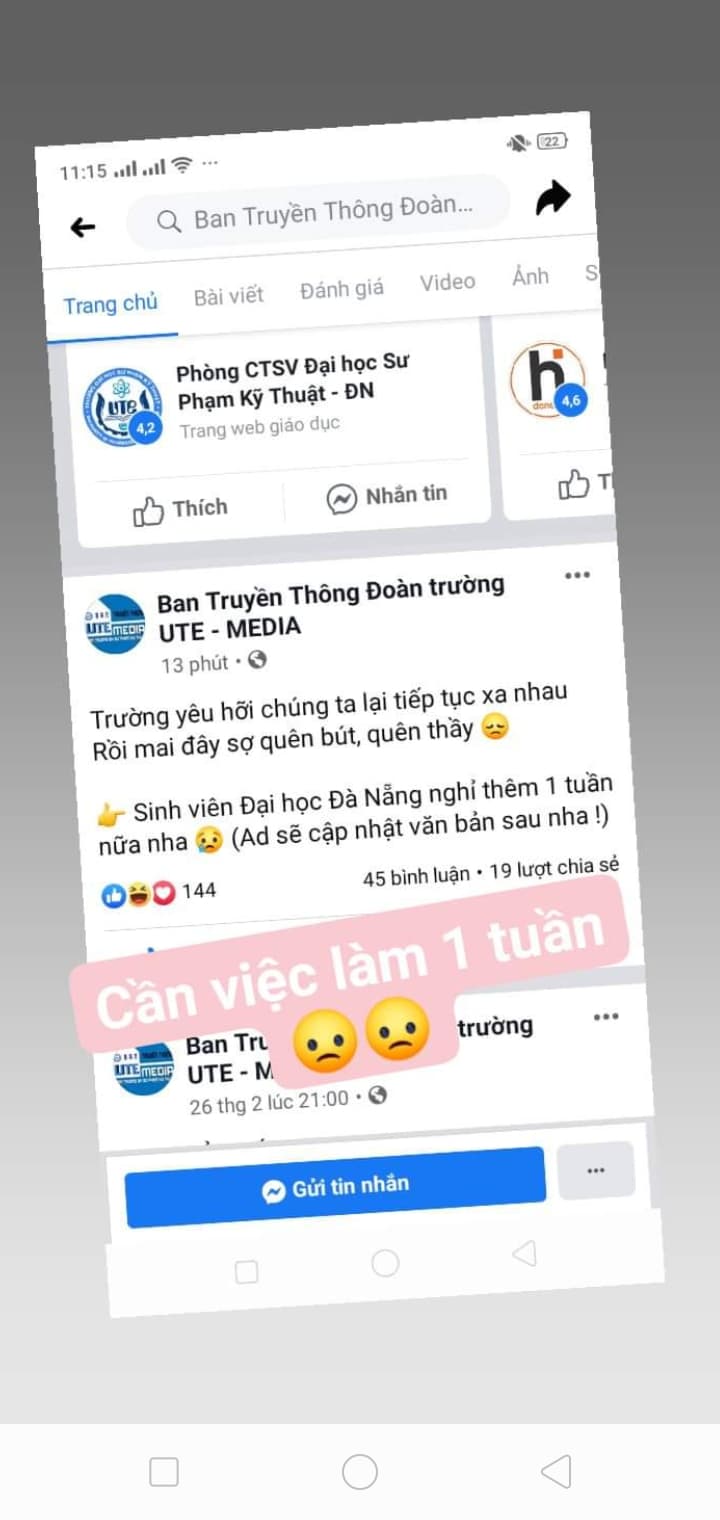 11:15
22
Ban Truyền Thông Đoàn...
Trang chủ Bài viết Đánh giá Video Ảnh S
UTE
4,2
Phòng CTSV Đại học Sư
Phạm Kỹ Thuật - ĐN
Trang web giáo dục
h
4,6
Thích Nhắn tin
Ban Truyền Thông Đoàn trường
UTE - MEDIA
UTE MEDIA
13 phút
Trường yêu hỡi chúng ta lại tiếp tục xa nhau
Rồi mai đây sợ quên bút, quên thầy 😞
👉 Sinh viên Đại học Đà Nẵng nghỉ thêm 1 tuần
nữa nha 😢 (Ad sẽ cập nhật văn bản sau nha !)
144
45 bình luận • 19 lượt chia sẻ
Cần việc làm 1 tuần
🙁🙁
Ban Tru trường
UTE - M
UTE MEDIA
26 thg 2 lúc 21:00
Gửi tin nhắn